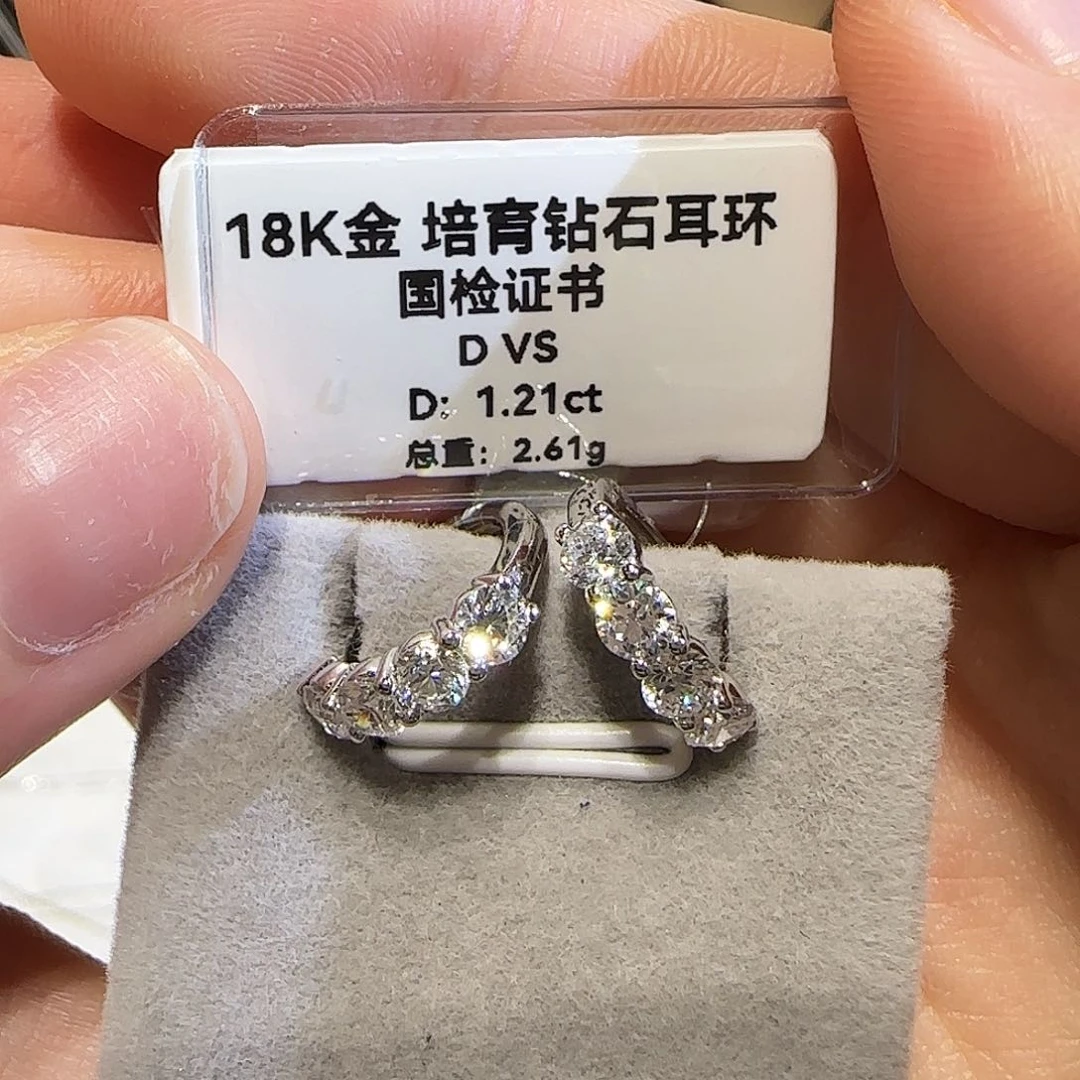 18K金 培育钻石耳环
国检证书
D VS
D: 1.21ct
总重: 2.61g